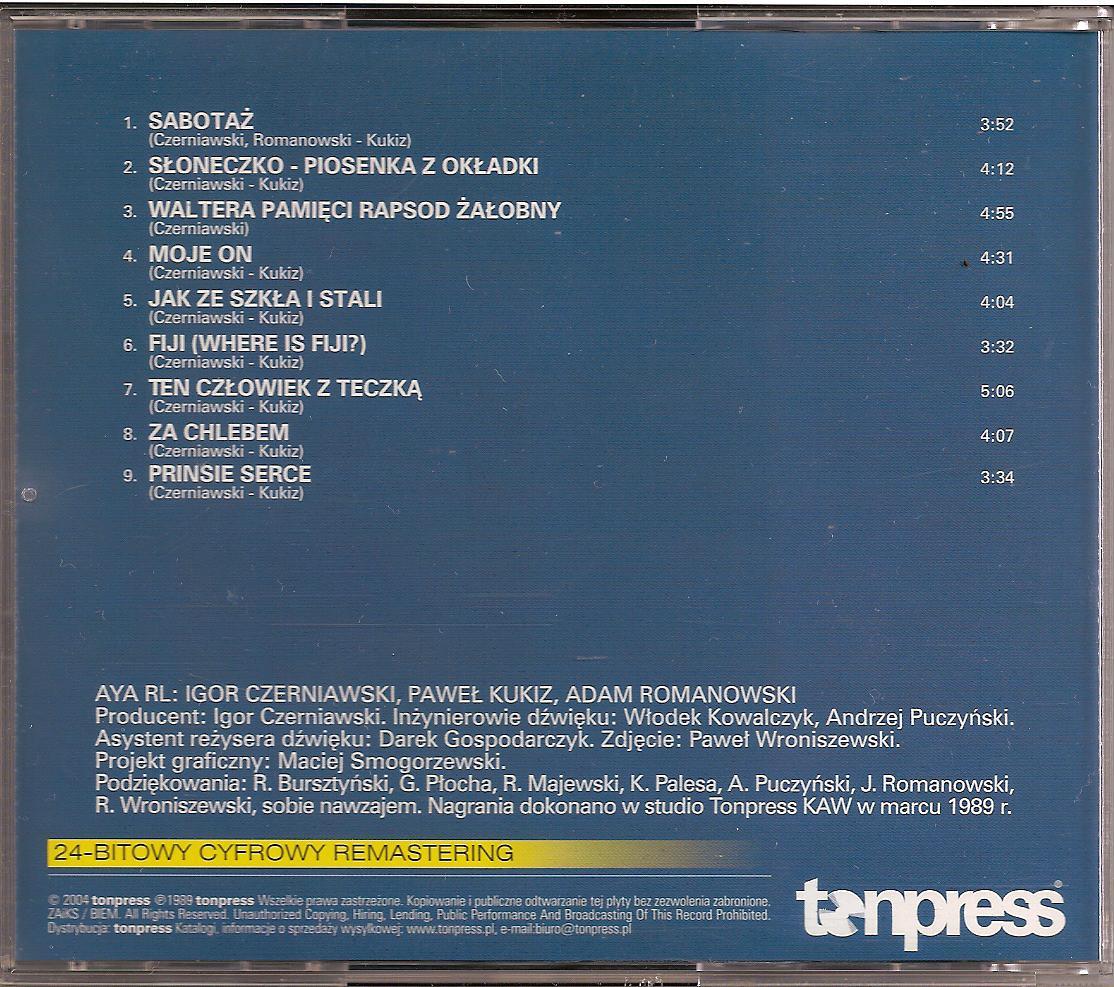 1. SABOTAŻ 3:52
(Czerniawski, Romanowski - Kukiz)
2. SŁONECZKO - PIOSENKA Z OKŁADKI 4:12
(Czerniawski - Kukiz)
3. WALTERA PAMIĘCI RAPSOD ŻAŁOBNY 4:55
(Czerniawski)
4. MOJE ON 4:31
(Czerniawski - Kukiz)
5. JAK ZE SZKŁA I STALI 4:04
(Czerniawski - Kukiz)
6. FIJI (WHERE IS FIJI?) 3:32
(Czerniawski - Kukiz)
7. TEN CZŁOWIEK Z TECZKĄ 5:06
(Czerniawski - Kukiz)
8. ZA CHLEBEM 4:07
(Czerniawski - Kukiz)
9. PRINSIE SERCE 3:34
(Czerniawski - Kukiz)
AYA RL: IGOR CZERNIAWSKI, PAWEŁ KUKIZ, ADAM ROMANOWSKI
Producent: Igor Czerniawski. Inżynierowie dźwięku: Włodek Kowalczyk, Andrzej Puczyński.
Asystent reżysera dźwięku: Darek Gospodarczyk. Zdjęcie: Paweł Wroniszewski.
Projekt graficzny: Maciej Smogorzewski.
Podziękowania: R. Bursztyński, G. Płocha, R. Majewski, K. Palesa, A. Puczyński, J. Romanowski,
R. Wroniszewski, sobie nawzajem. Nagrania dokonano w studio Tonpress KAW w marcu 1989 r.
24-BITOWY CYFROWY REMASTERING
© 2004 tonpress ℗1989 tonpress Wszelkie prawa zastrzeżone. Kopiowanie i publiczne odtwarzanie tej płyty bez zezwolenia zabronione.
ZAiKS / BIEM. All Rights Reserved. Unauthorized Copying, Hiring, Lending, Public Performance And Broadcasting Of This Record Prohibited.
Dystrybucja: tonpress Katalogi, informacje o sprzedaży wysyłkowej: www.tonpress.pl, e-mail:biuro@tonpress.pl
tonpress®